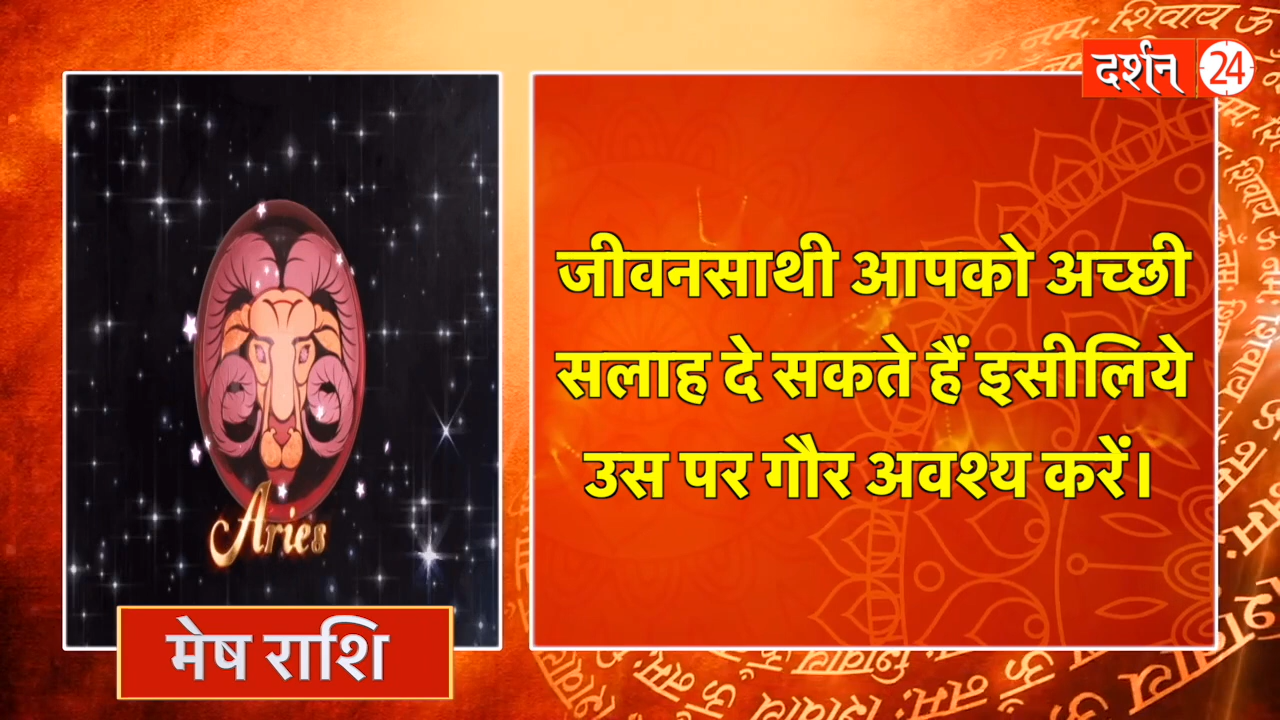 दर्शन 24
जीवनसाथी आपको अच्छी
सलाह दे सकते हैं इसीलिये
उस पर गौर अवश्य करें।
Aries
मेष राशि